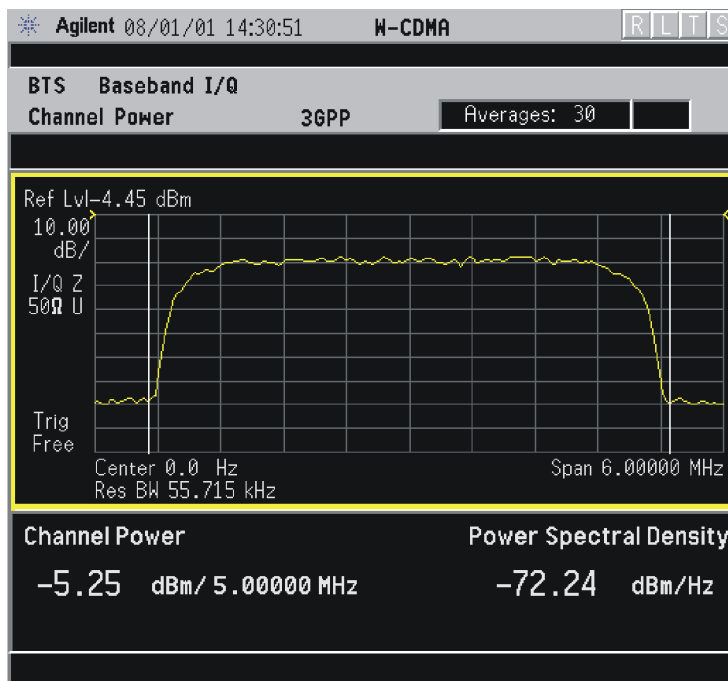 Agilent 08/01/01 14:30:51 W-CDMA R L T S
BTS Baseband I/Q
Channel Power 3GPP Averages: 30
Ref Lvl-4.45 dBm
10.00
dB/
I/Q Z
50Ω U
Trig
Free
Center 0.0 Hz Span 6.00000 MHz
Res BW 55.715 kHz
Channel Power Power Spectral Density
-5.25 dBm/ 5.00000 MHz -72.24 dBm/Hz